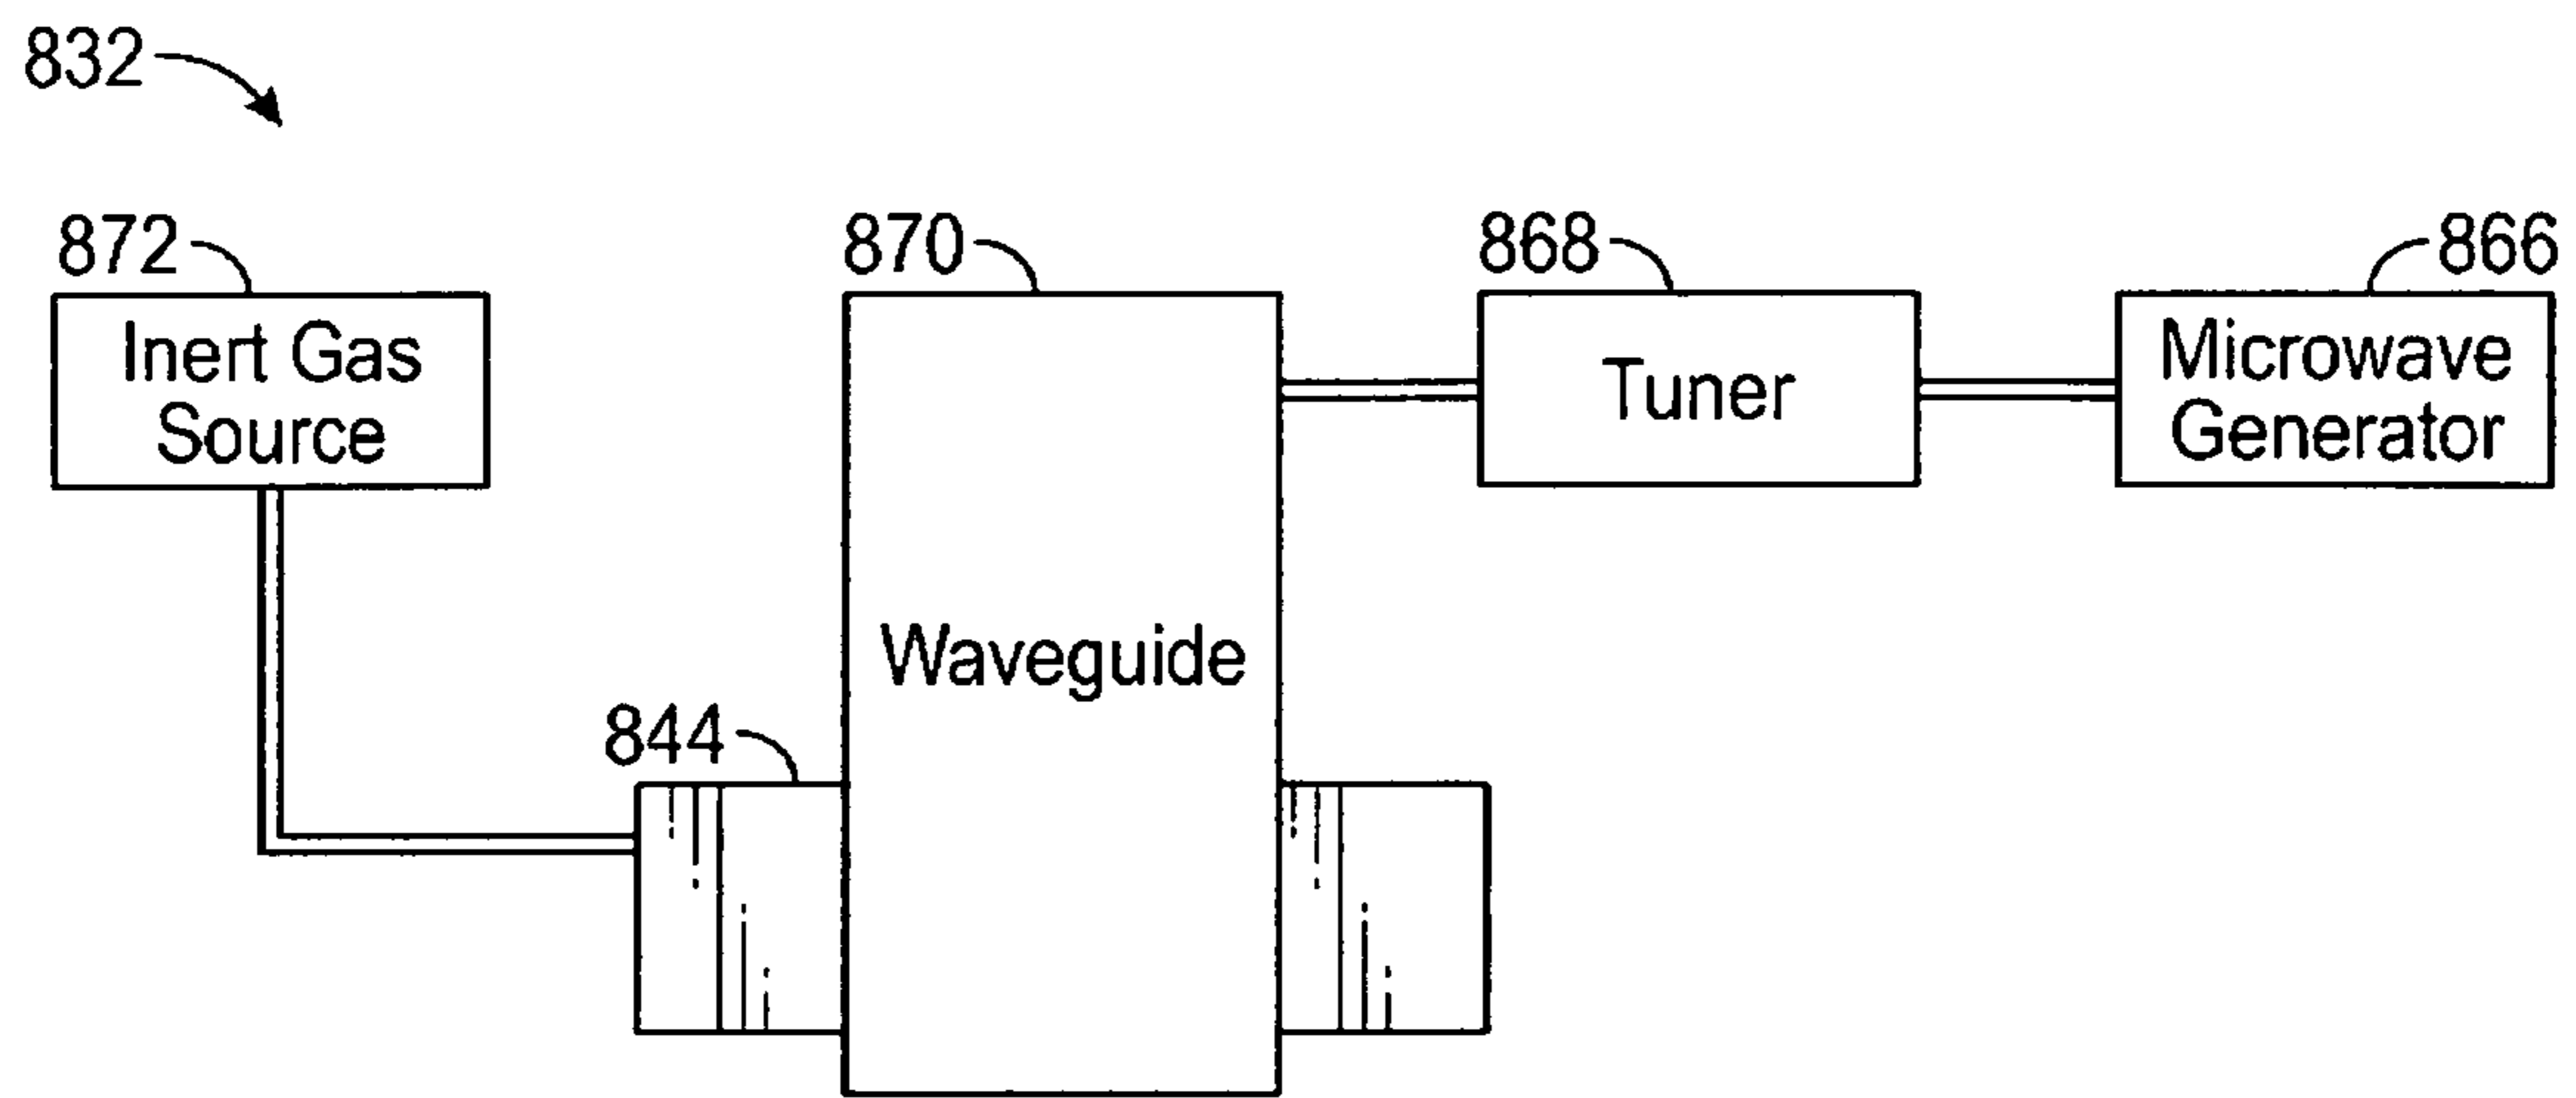 832
872
870
868
866
Inert Gas
Source
Tuner
Microwave
Generator
Waveguide
844